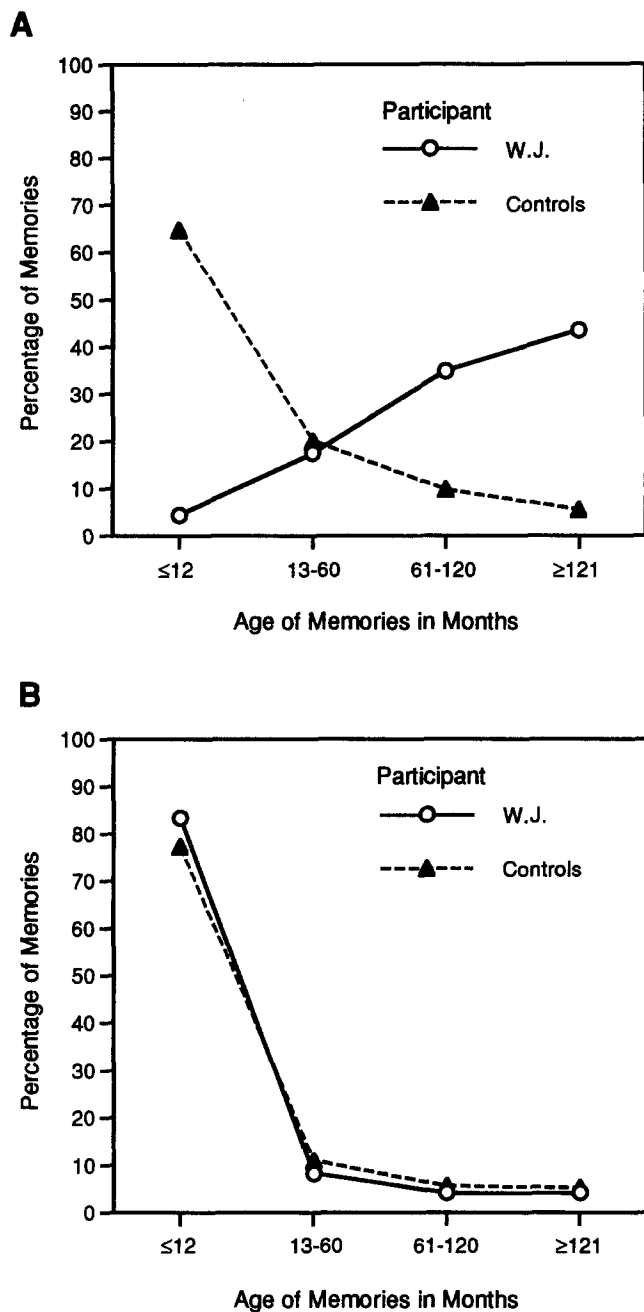 A
100
90
80
70
60
50
40
30
20
10
0
Percentage of Memories
Participant
W.J.
Controls
≤12 13-60 61-120 ≥121
Age of Memories in Months
B
100
90
80
70
60
50
40
30
20
10
0
Percentage of Memories
Participant
W.J.
Controls
≤12 13-60 61-120 ≥121
Age of Memories in Months